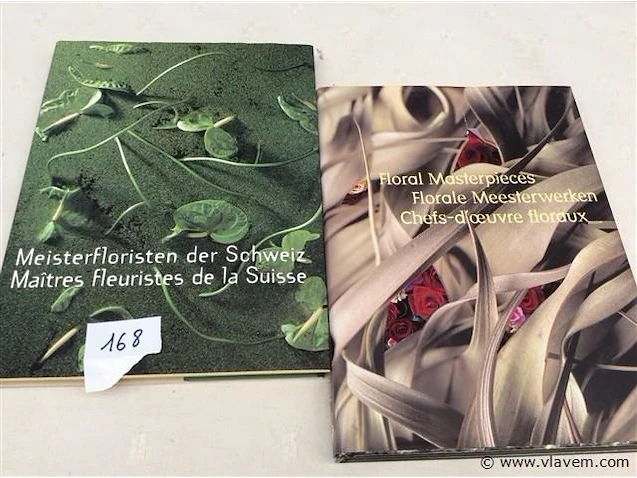 Meisterfloristen der Schweiz
Maîtres fleuristes de la Suisse
168
Floral Masterpieces
Florale Meesterwerken
Chefs-d'œuvre floraux
© www.vlavem.com